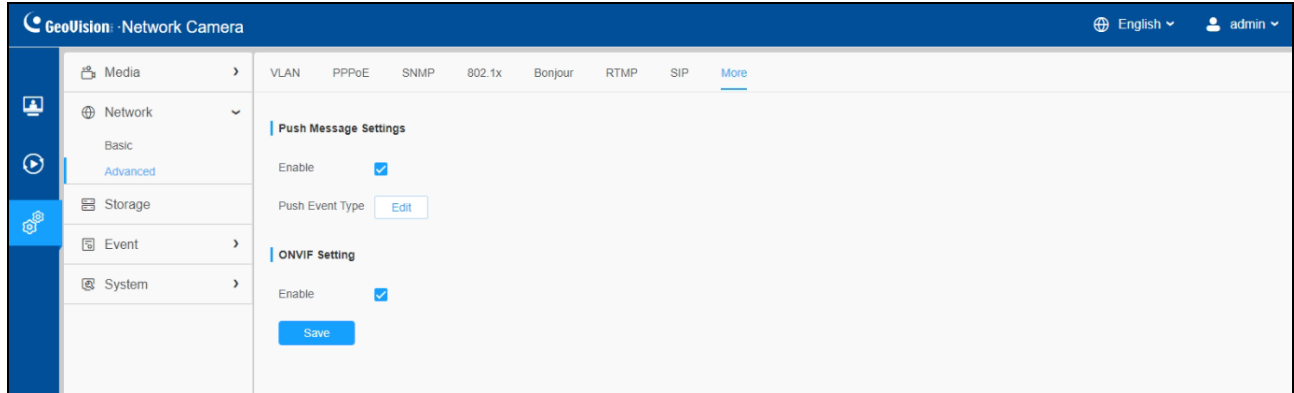 GeoVision: ·Network Camera
English
admin
Media
Network
Basic
Advanced
Storage
Event
System
VLAN PPPoE SNMP 802.1x Bonjour RTMP SIP More
Push Message Settings
Enable
Push Event Type Edit
ONVIF Setting
Enable
Save